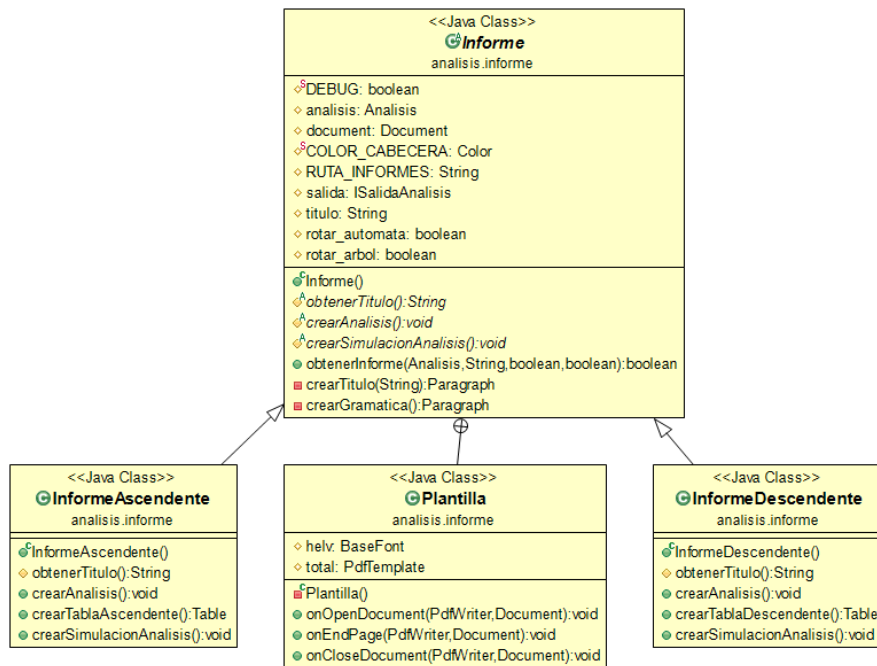 <<Java Class>>
Informe
analisis.informe
DEBUG: boolean
analisis: Analisis
document: Document
COLOR_CABECERA: Color
RUTA_INFORMES: String
salida: ISalidaAnalisis
titulo: String
rotar_automata: boolean
rotar_arbol: boolean
Informe()
obtenerTitulo():String
crearAnalisis():void
crearSimulacionAnalisis():void
obtenerInforme(Analisis,String,boolean,boolean):boolean
crearTitulo(String):Paragraph
crearGramatica():Paragraph
<<Java Class>>
InformeAscendente
analisis.informe
InformeAscendente()
obtenerTitulo():String
crearAnalisis():void
crearTablaAscendente():Table
crearSimulacionAnalisis():void
<<Java Class>>
Plantilla
analisis.informe
helv: BaseFont
total: PdfTemplate
Plantilla()
onOpenDocument(PdfWriter,Document):void
onEndPage(PdfWriter,Document):void
onCloseDocument(PdfWriter,Document):void
<<Java Class>>
InformeDescendente
analisis.informe
InformeDescendente()
obtenerTitulo():String
crearAnalisis():void
crearTablaDescendente():Table
crearSimulacionAnalisis():void